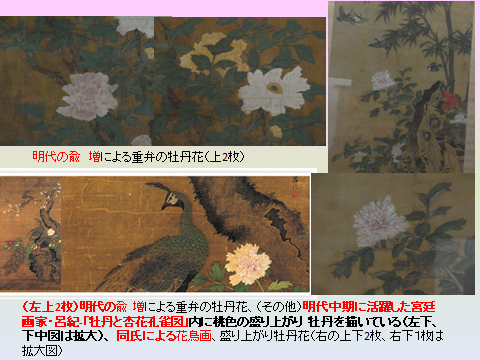 明代の兪 増による重弁の牡丹花(上2枚)
(左上2枚)明代の兪 増による重弁の牡丹花、(その他)明代中期に活躍した宮廷
画家・呂紀-「牡丹と杏花孔雀図」内に桃色の盛り上がり 牡丹を描いている(左下、
下中図は拡大)、 同氏による花鳥画、盛り上がり牡丹花(右の上下2枚、右下1枚は
拡大図)